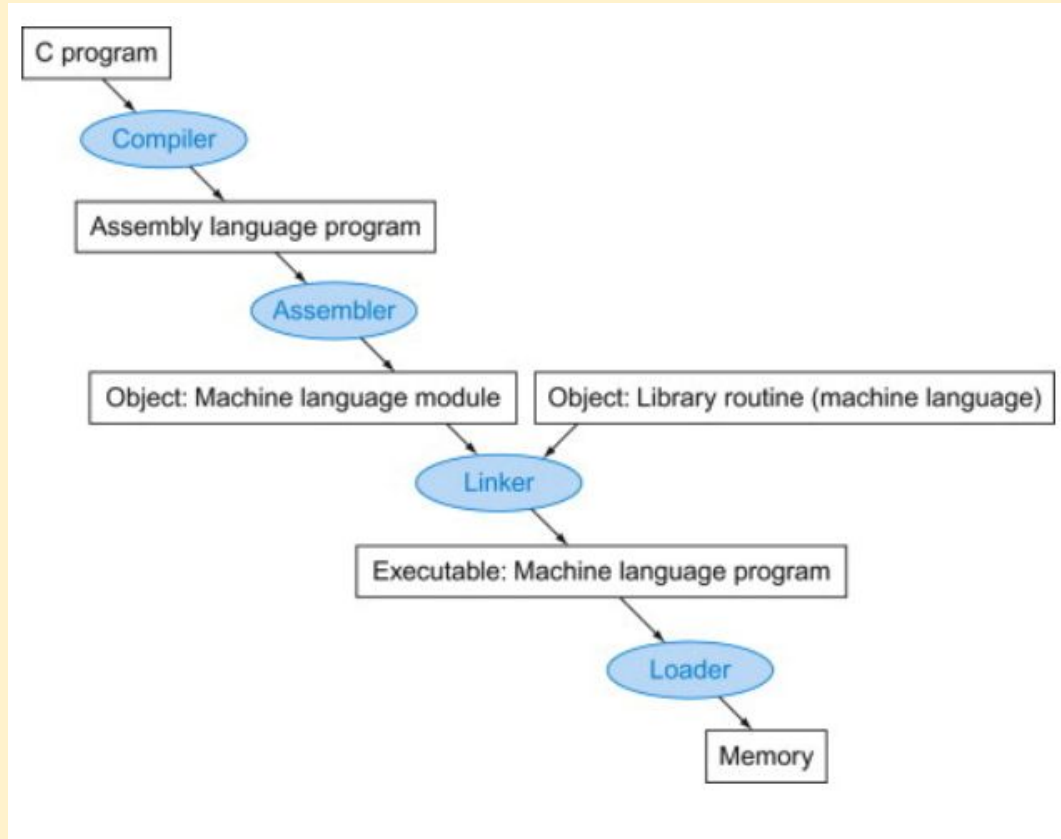 C program
Compiler
Assembly language program
Assembler
Object: Machine language module
Object: Library routine (machine language)
Linker
Executable: Machine language program
Loader
Memory